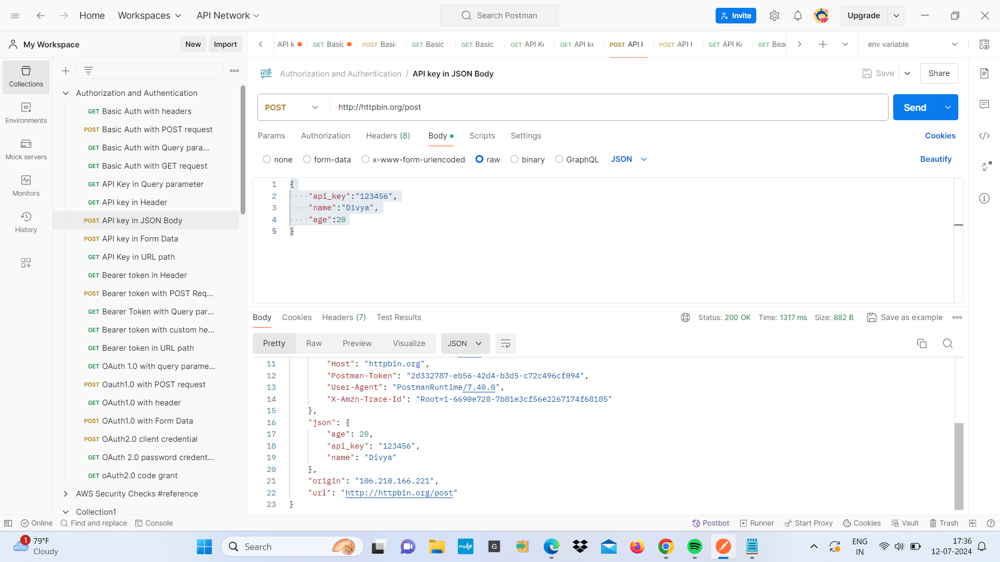 Home Workspaces API Network Search Postman Invite Upgrade
My Workspace New Import
API k GET Basic POST Basic GET Basic GET Basic GET API Ke GET API ke POST API k POST API k GET API Ke GET Bear env variable
Collections
Environments
Mock servers
Monitors
History
Authorization and Authentication
GET Basic Auth with headers
POST Basic Auth with POST request
GET Basic Auth with Query para...
GET Basic Auth with GET request
GET API Key in Query parameter
GET API key in Header
POST API key in JSON Body
POST API key in Form Data
GET API Key in URL path
GET Bearer token in Header
POST Bearer token with POST Req...
GET Bearer Token with Query par...
GET Bearer token with custom he...
GET Bearer token in URL path
GET OAuth 1.0 with query parame...
POST Oauth1.0 with POST request
GET OAuth1.0 with header
POST OAuth1.0 with Form Data
POST OAuth2.0 client credential
GET OAuth 2.0 password credent...
GET oAuth2.0 code grant
AWS Security Checks #reference
Collection1
HTTP Authorization and Authentication / API key in JSON Body Save Share
POST http://httpbin.org/post Send
Params Authorization Headers (8) Body Scripts Settings Cookies
none form-data x-www-form-urlencoded raw binary GraphQL JSON Beautify
1 {
2 "api_key":"123456",
3 "name":"Divya",
4 "age":20
5 }
Body Cookies Headers (7) Test Results Status: 200 OK Time: 1317 ms Size: 882 B Save as example
Pretty Raw Preview Visualize JSON
11 "Host": "httpbin.org",
12 "Postman-Token": "2d332787-eb56-42d4-b3d5-c72c496cf094",
13 "User-Agent": "PostmanRuntime/7.40.0",
14 "X-Amzn-Trace-Id": "Root=1-6690e728-7b81e3cf56e2267174f68185"
15 },
16 "json": {
17 "age": 20,
18 "api_key": "123456",
19 "name": "Divya"
20 },
21 "origin": "106.210.166.221",
22 "url": "http://httpbin.org/post"
23 }
Online Find and replace Console Postbot Runner Start Proxy Cookies Vault Trash
1 79°F
Cloudy
Search
myhp
G
ENG
IN
17:36
12-07-2024